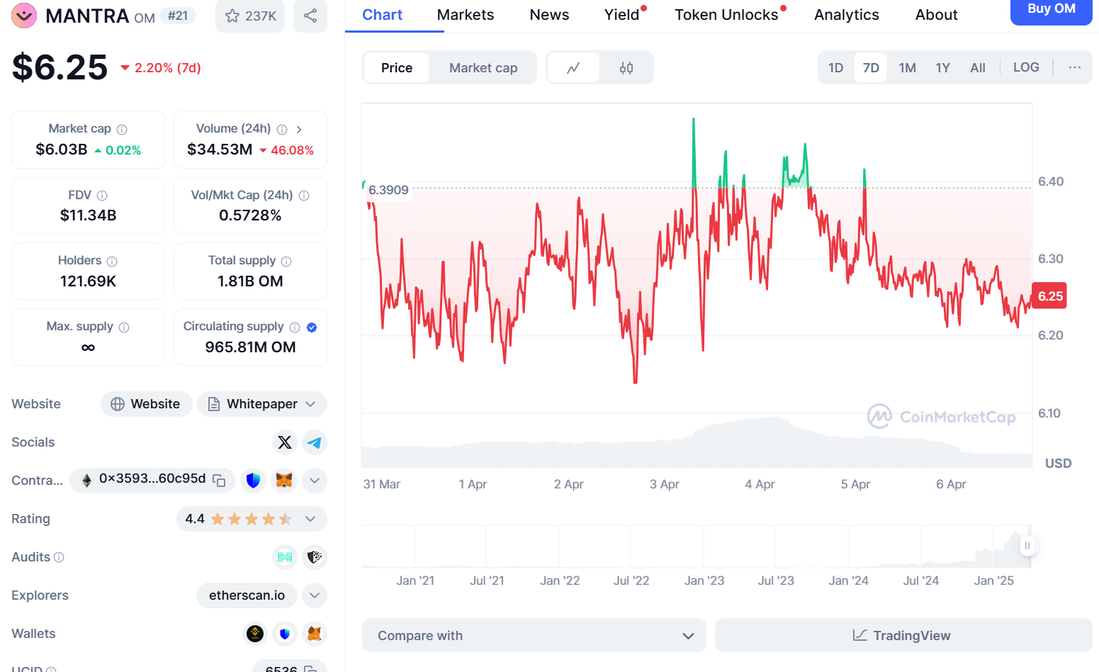 MANTRA OM #21 237K
$6.25 2.20% (7d)
Market cap
$6.03B 0.02%
Volume (24h)
$34.53M 46.08%
FDV
$11.34B
Vol/Mkt Cap (24h)
0.5728%
Holders
121.69K
Total supply
1.81B OM
Max. supply
∞
Circulating supply
965.81M OM
Website Website Whitepaper
Socials
Contra... 0x3593...60c95d
Rating 4.4
Audits
Explorers etherscan.io
Wallets
UCID 6536
Chart Markets News Yield Token Unlocks Analytics About Buy OM
Price Market cap 1D 7D 1M 1Y All LOG ...
6.3909
6.40
6.30
6.25
6.20
6.10
CoinMarketCap
USD
31 Mar 1 Apr 2 Apr 3 Apr 4 Apr 5 Apr 6 Apr
Jan '21 Jul '21 Jan '22 Jul '22 Jan '23 Jul '23 Jan '24 Jul '24 Jan '25
Compare with TradingView